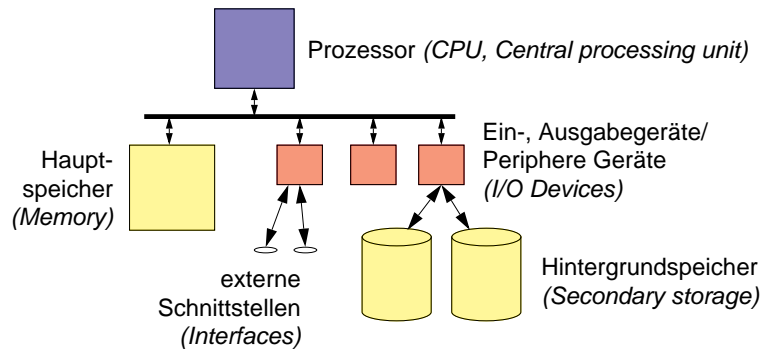 Prozessor (CPU, Central processing unit)
Haupt-
speicher
(Memory)
Ein-, Ausgabegeräte/
Periphere Geräte
(I/O Devices)
externe
Schnittstellen
(Interfaces)
Hintergrundspeicher
(Secondary storage)